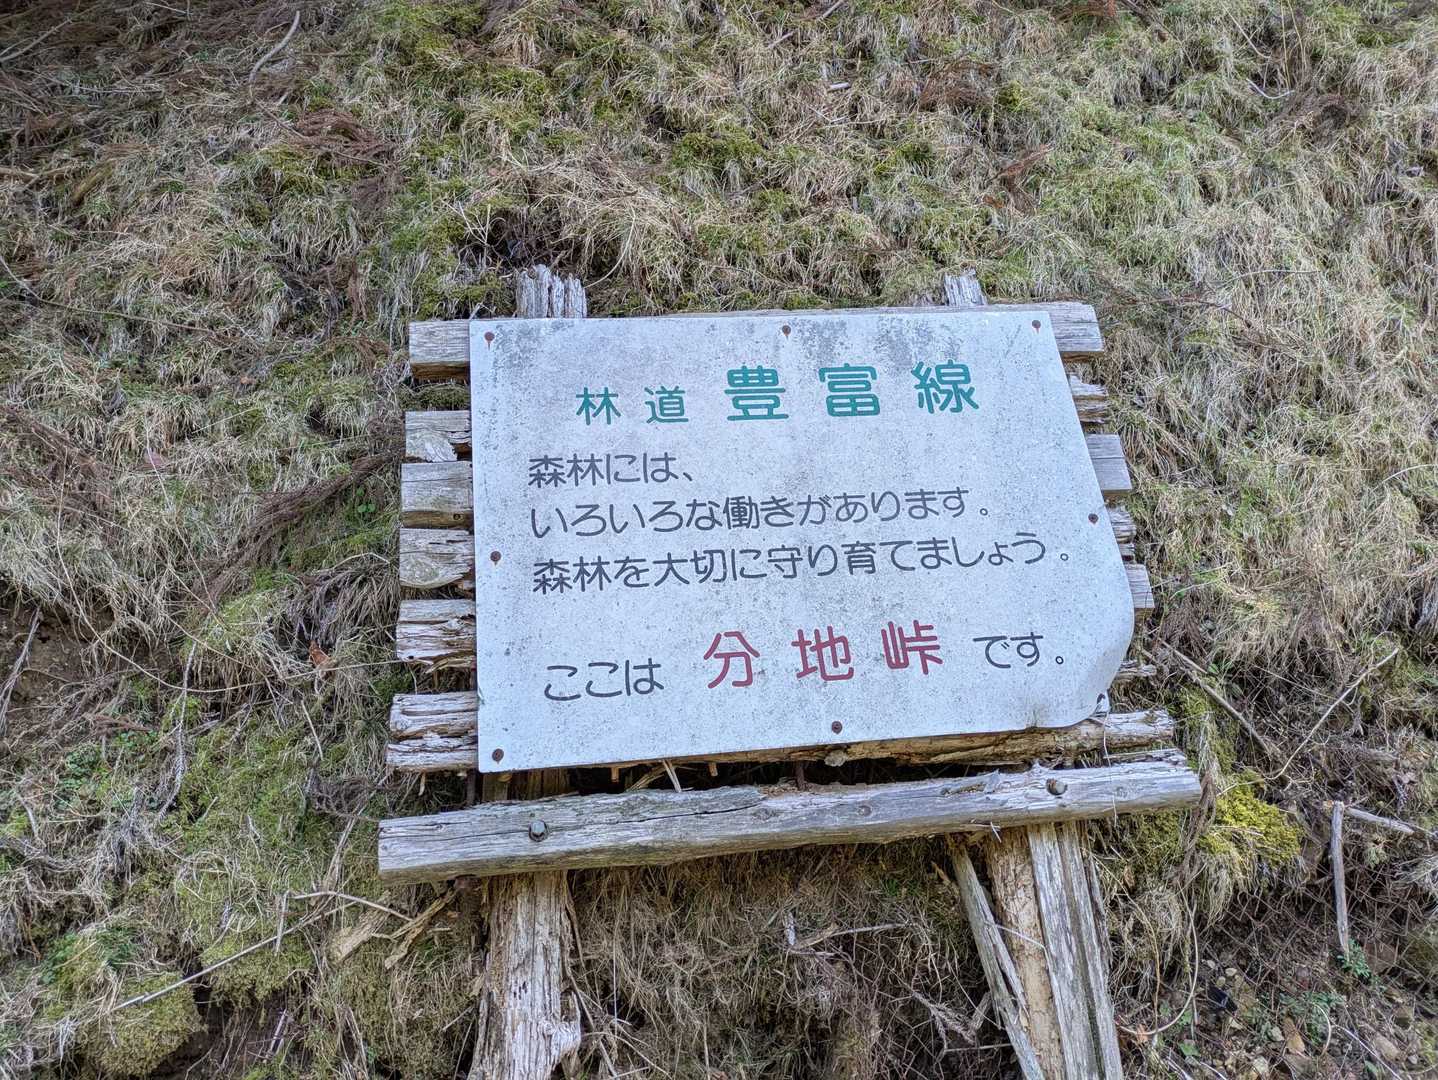 林道 豊富線
森林には、
いろいろな働きがあります。
森林を大切に守り育てましょう。
ここは 分地峠 です。